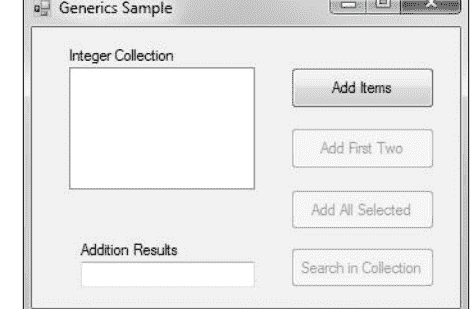 Generics Sample
Integer Collection
Add Items
Add First Two
Add All Selected
Addition Results
Search in Collection